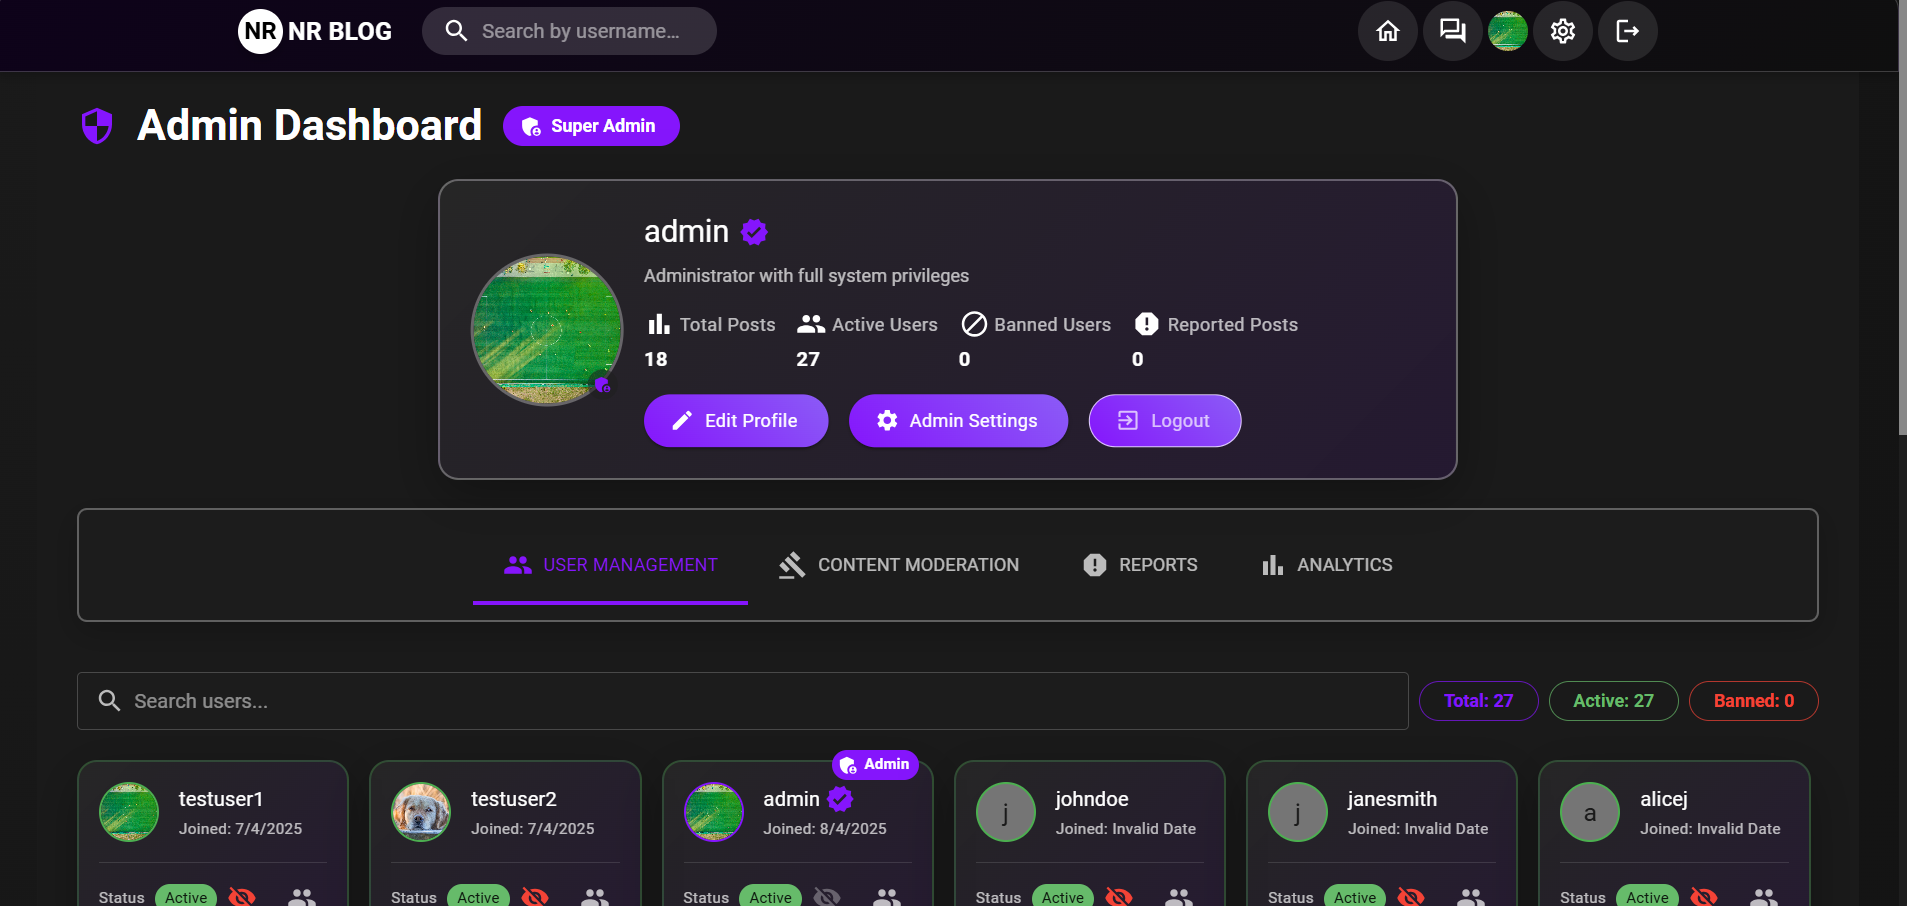 NR NR BLOG Search by username...
Admin Dashboard Super Admin
admin
Administrator with full system privileges
Total Posts Active Users Banned Users Reported Posts
18 27 0 0
Edit Profile Admin Settings Logout
USER MANAGEMENT CONTENT MODERATION REPORTS ANALYTICS
Search users... Total: 27 Active: 27 Banned: 0
Admin
testuser1 testuser2 admin j johndoe j janesmith a alicej
Joined: 7/4/2025 Joined: 7/4/2025 Joined: 8/4/2025 Joined: Invalid Date Joined: Invalid Date Joined: Invalid Date
Status Active Status Active Status Active Status Active Status Active Status Active